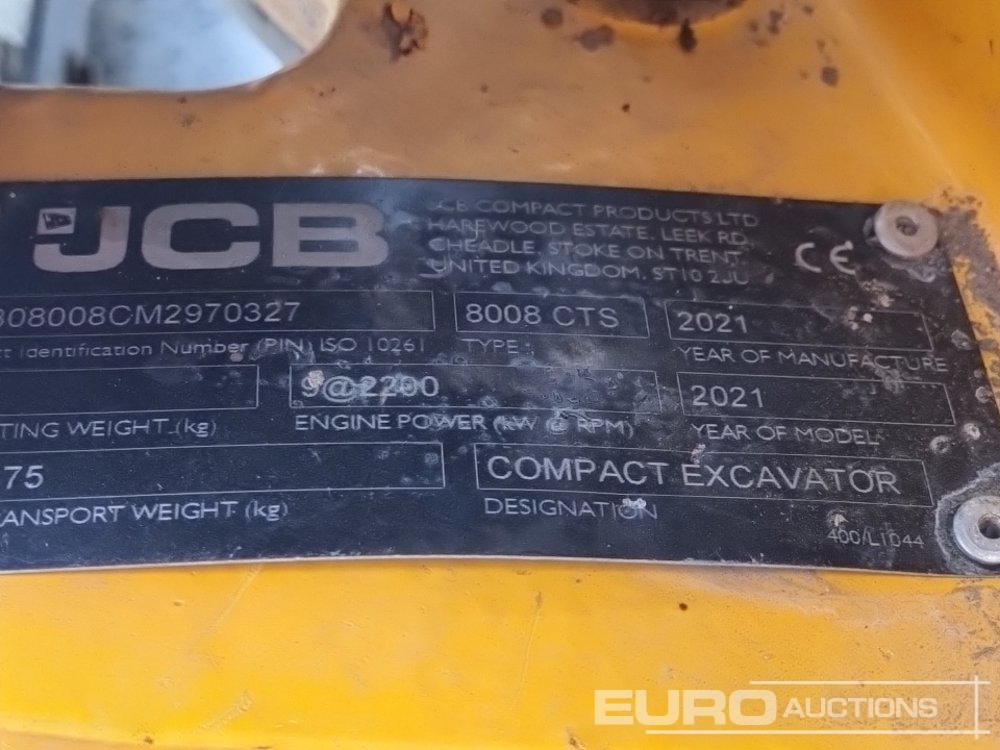 JCB
JCB COMPACT PRODUCTS LTD
HAREWOOD ESTATE, LEEK RD,
CHEADLE, STOKE ON TRENT,
UNITED KINGDOM, ST10 2JU
CE
308008CM2970327
8008 CTS
2021
ct Identification Number (PIN) ISO 10261
TYPE
YEAR OF MANUFACTURE
9@2200
2021
TING WEIGHT (kg)
ENGINE POWER (kW @ RPM)
YEAR OF MODEL
75
COMPACT EXCAVATOR
RANSPORT WEIGHT (kg)
DESIGNATION
400/L1044
EURO AUCTIONS